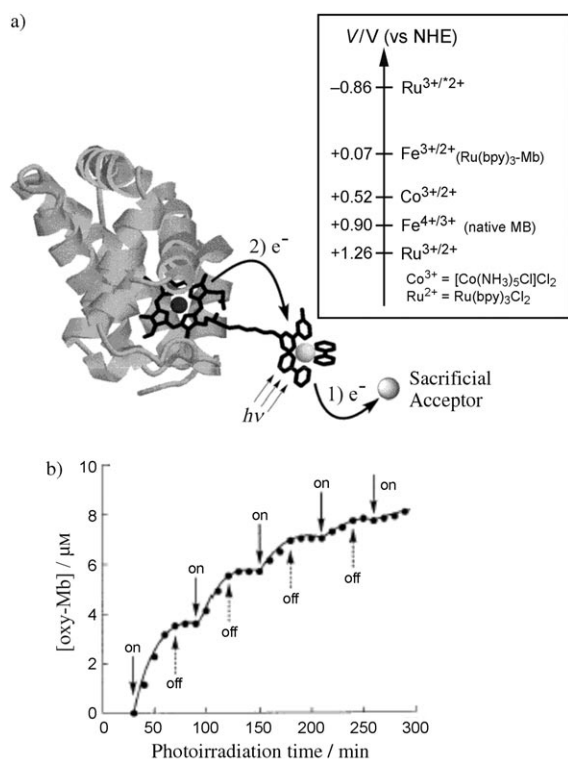 a)
V/V (vs NHE)
–0.86 Ru3+/*2+
+0.07 Fe3+/2+ (Ru(bpy)3-Mb)
+0.52 Co3+/2+
+0.90 Fe4+/3+ (native MB)
+1.26 Ru3+/2+
Co3+ = [Co(NH3)5Cl]Cl2
Ru2+ = Ru(bpy)3Cl2
2) e–
hν
1) e–
Sacrificial
Acceptor
b)
[oxy-Mb] / μM
10
8
6
4
2
0
on
off
on
off
on
off
on
off
on
0 50 100 150 200 250 300
Photoirradiation time / min